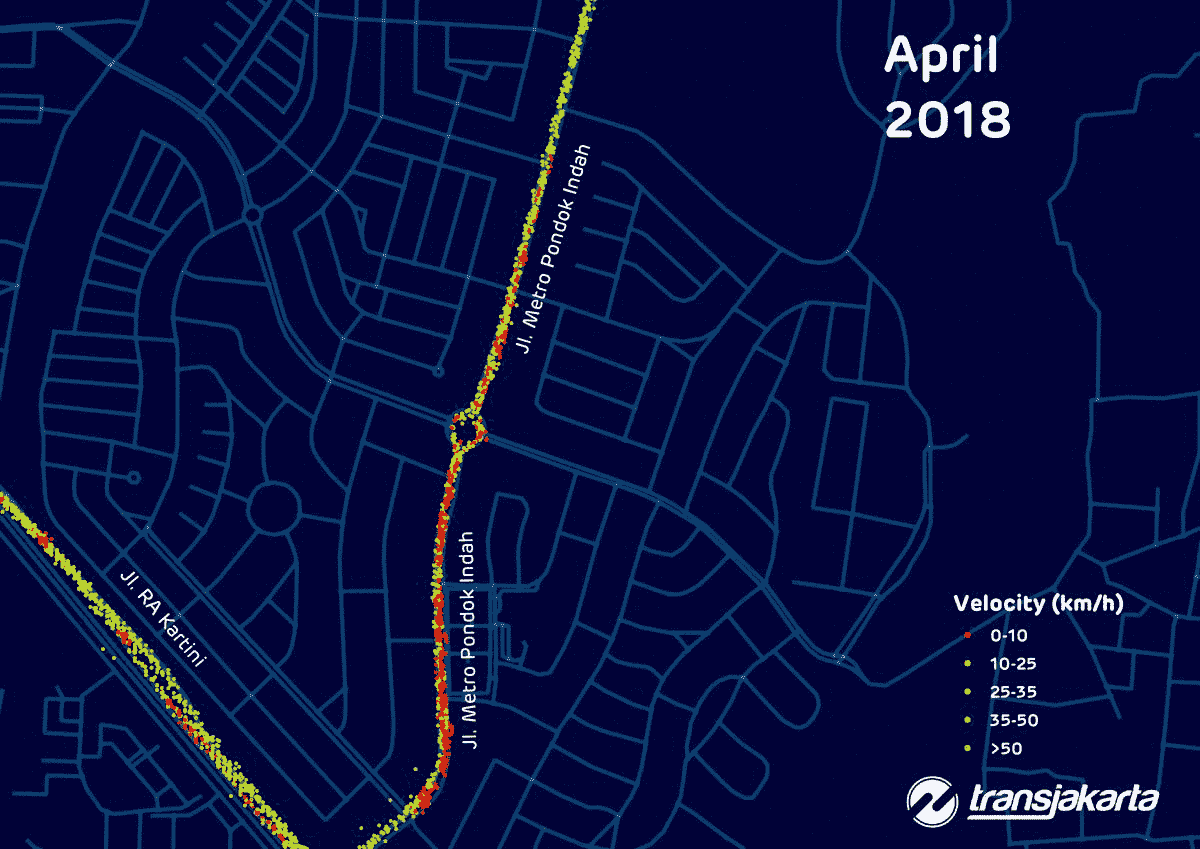 April
2018
Jl. Metro Pondok Indah
Jl. Metro Pondok Indah
Jl. RA Kartini
Velocity (km/h)
0-10
10-25
25-35
35-50
>50
transjakarta